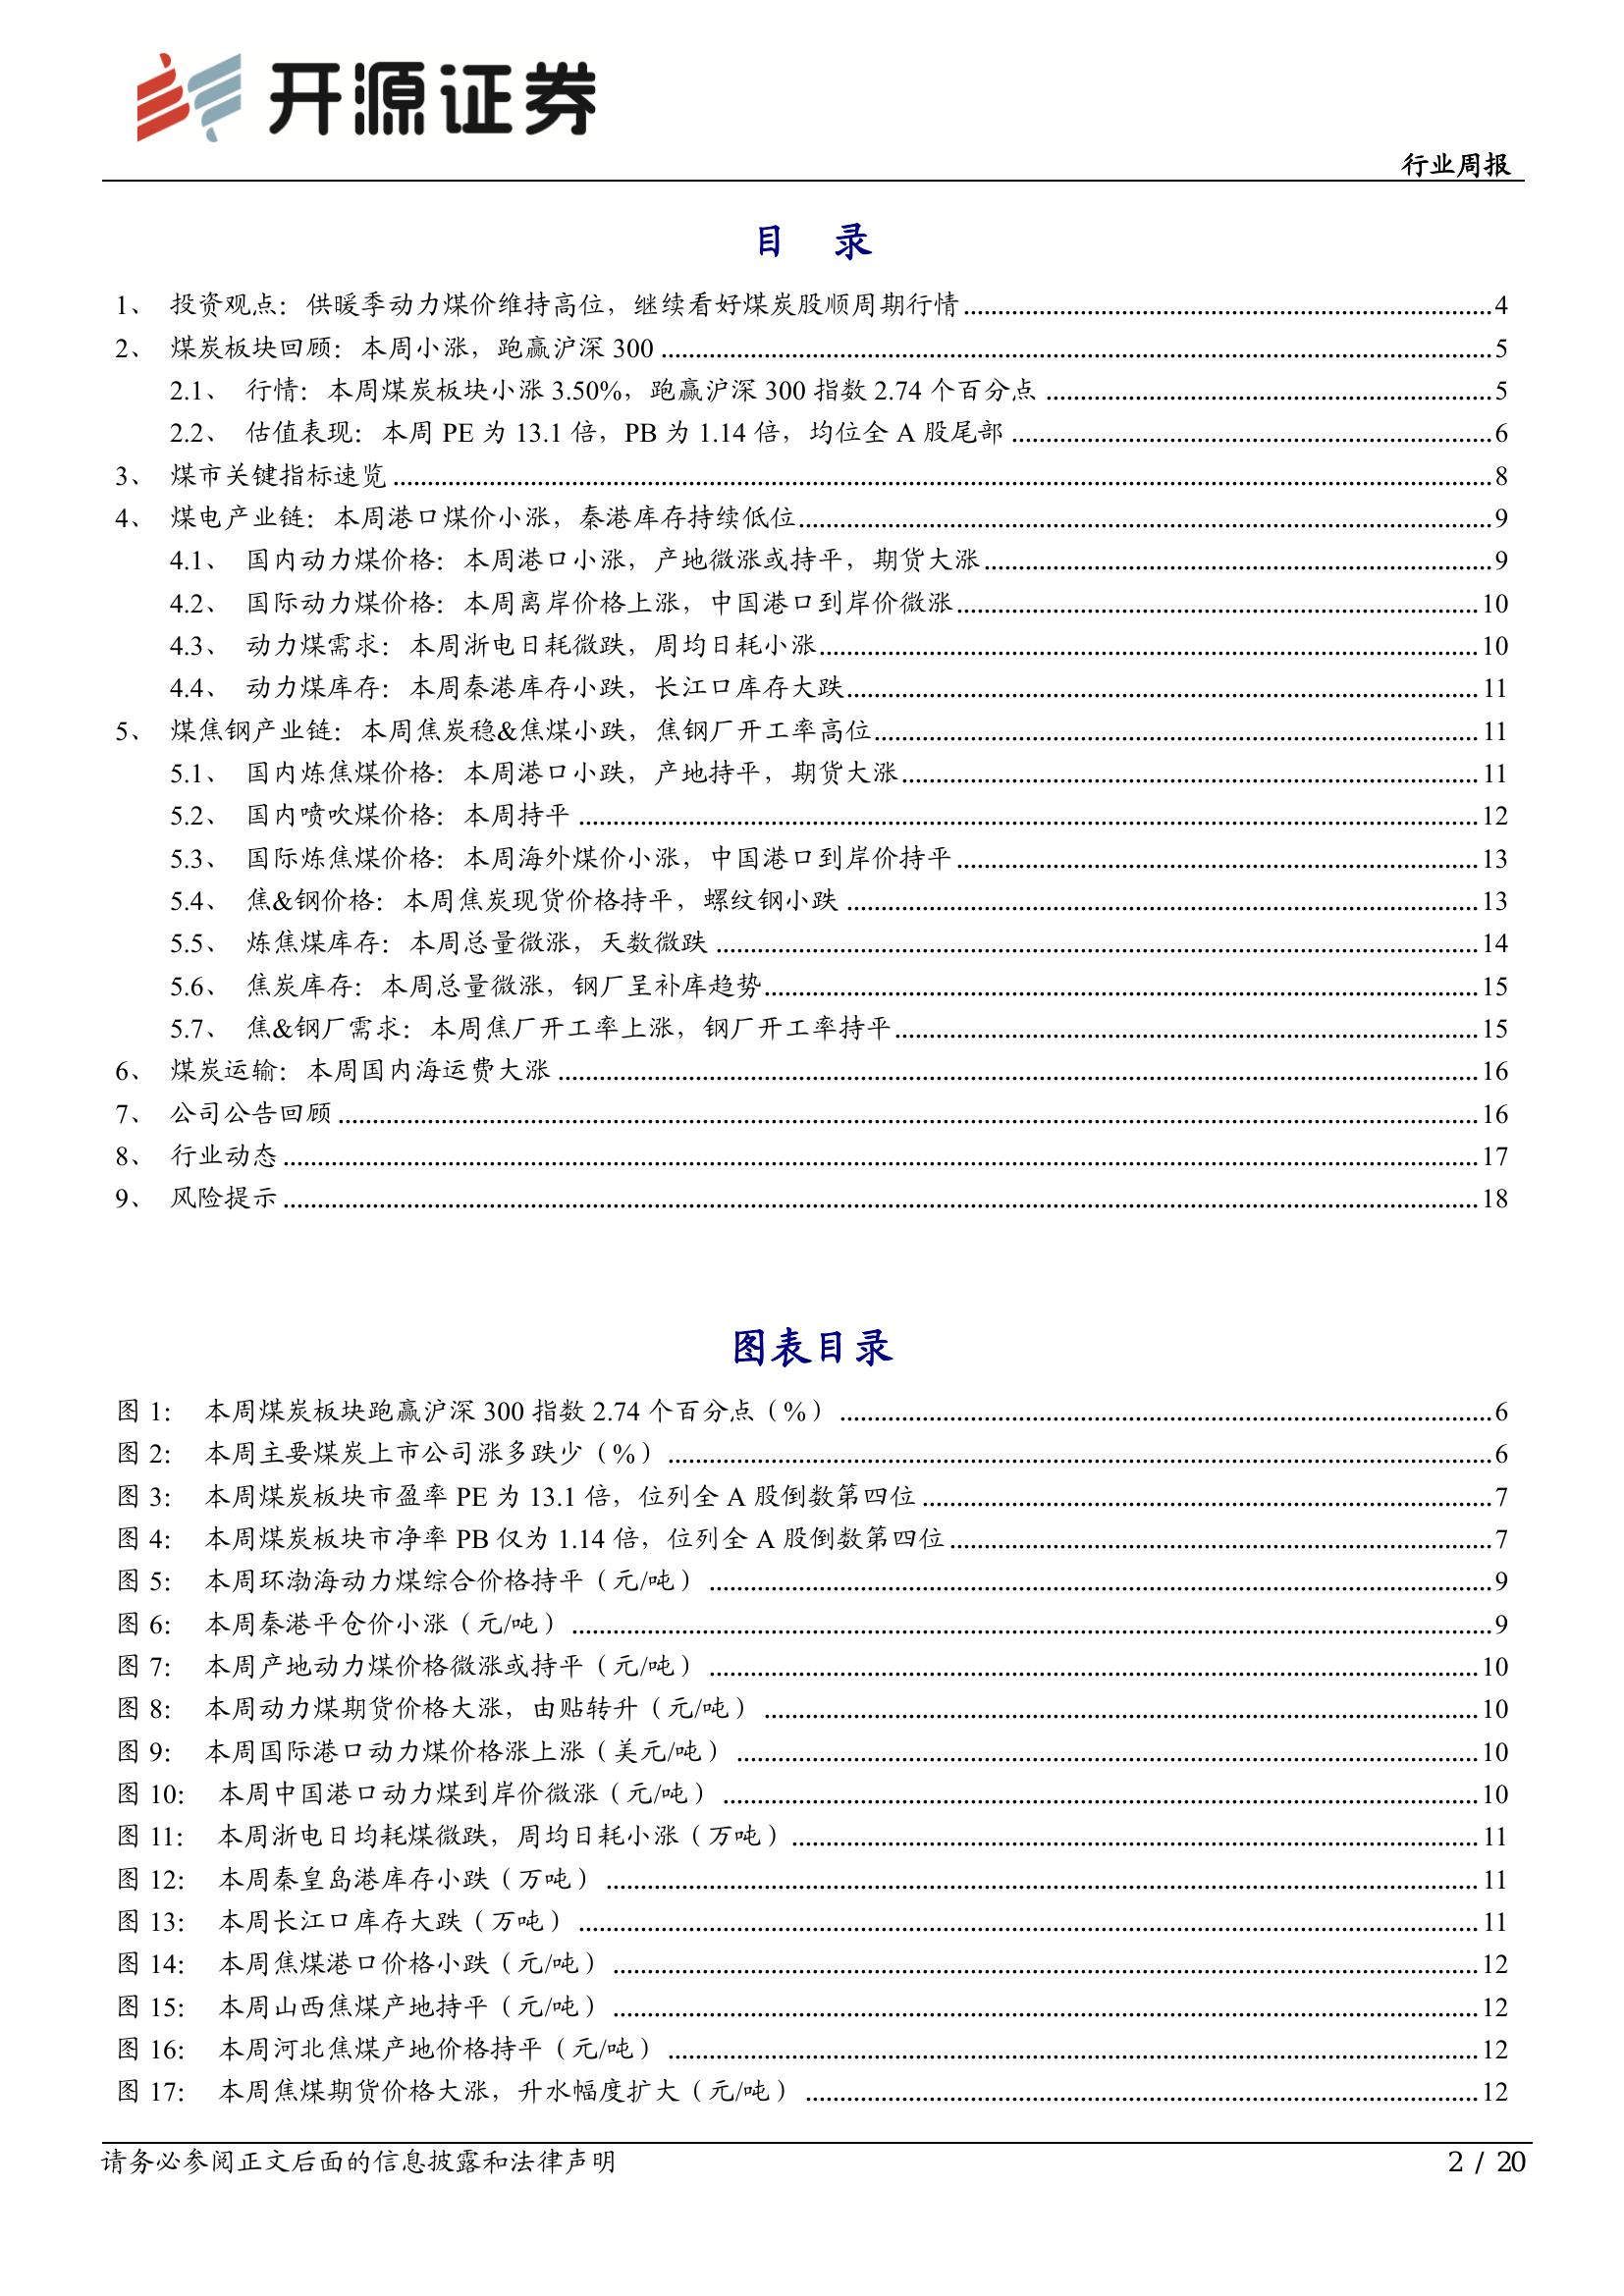 开源证券
行业周报
目 录
1、 投资观点：供暖季动力煤价维持高位，继续看好煤炭股顺周期行情 4
2、 煤炭板块回顾：本周小涨，跑赢沪深 300 5
2.1、 行情：本周煤炭板块小涨 3.50%，跑赢沪深 300 指数 2.74 个百分点 5
2.2、 估值表现：本周 PE 为 13.1 倍，PB 为 1.14 倍，均位全 A 股尾部 6
3、 煤市关键指标速览 8
4、 煤电产业链：本周港口煤价小涨，秦港库存持续低位 9
4.1、 国内动力煤价格：本周港口小涨，产地微涨或持平，期货大涨 9
4.2、 国际动力煤价格：本周离岸价格上涨，中国港口到岸价微涨 10
4.3、 动力煤需求：本周浙电日耗微跌，周均日耗小涨 10
4.4、 动力煤库存：本周秦港库存小跌，长江口库存大跌 11
5、 煤焦钢产业链：本周焦炭稳&焦煤小跌，焦钢厂开工率高位 11
5.1、 国内炼焦煤价格：本周港口小跌，产地持平，期货大涨 11
5.2、 国内喷吹煤价格：本周持平 12
5.3、 国际炼焦煤价格：本周海外煤价小涨，中国港口到岸价持平 13
5.4、 焦&钢价格：本周焦炭现货价格持平，螺纹钢小跌 13
5.5、 炼焦煤库存：本周总量微涨，天数微跌 14
5.6、 焦炭库存：本周总量微涨，钢厂呈补库趋势 15
5.7、 焦&钢厂需求：本周焦厂开工率上涨，钢厂开工率持平 15
6、 煤炭运输：本周国内海运费大涨 16
7、 公司公告回顾 16
8、 行业动态 17
9、 风险提示 18
图表目录
图 1： 本周煤炭板块跑赢沪深 300 指数 2.74 个百分点（%） 6
图 2： 本周主要煤炭上市公司涨多跌少（%） 6
图 3： 本周煤炭板块市盈率 PE 为 13.1 倍，位列全 A 股倒数第四位 7
图 4： 本周煤炭板块市净率 PB 仅为 1.14 倍，位列全 A 股倒数第四位 7
图 5： 本周环渤海动力煤综合价格持平（元/吨） 9
图 6： 本周秦港平仓价小涨（元/吨） 9
图 7： 本周产地动力煤价格微涨或持平（元/吨） 10
图 8： 本周动力煤期货价格大涨，由贴转升（元/吨） 10
图 9： 本周国际港口动力煤价格涨上涨（美元/吨） 10
图 10： 本周中国港口动力煤到岸价微涨（元/吨） 10
图 11： 本周浙电日均耗煤微跌，周均日耗小涨（万吨） 11
图 12： 本周秦皇岛港库存小跌（万吨） 11
图 13： 本周长江口库存大跌（万吨） 11
图 14： 本周焦煤港口价格小跌（元/吨） 12
图 15： 本周山西焦煤产地持平（元/吨） 12
图 16： 本周河北焦煤产地价格持平（元/吨） 12
图 17： 本周焦煤期货价格大涨，升水幅度扩大（元/吨） 12
请务必参阅正文后面的信息披露和法律声明 2 / 20